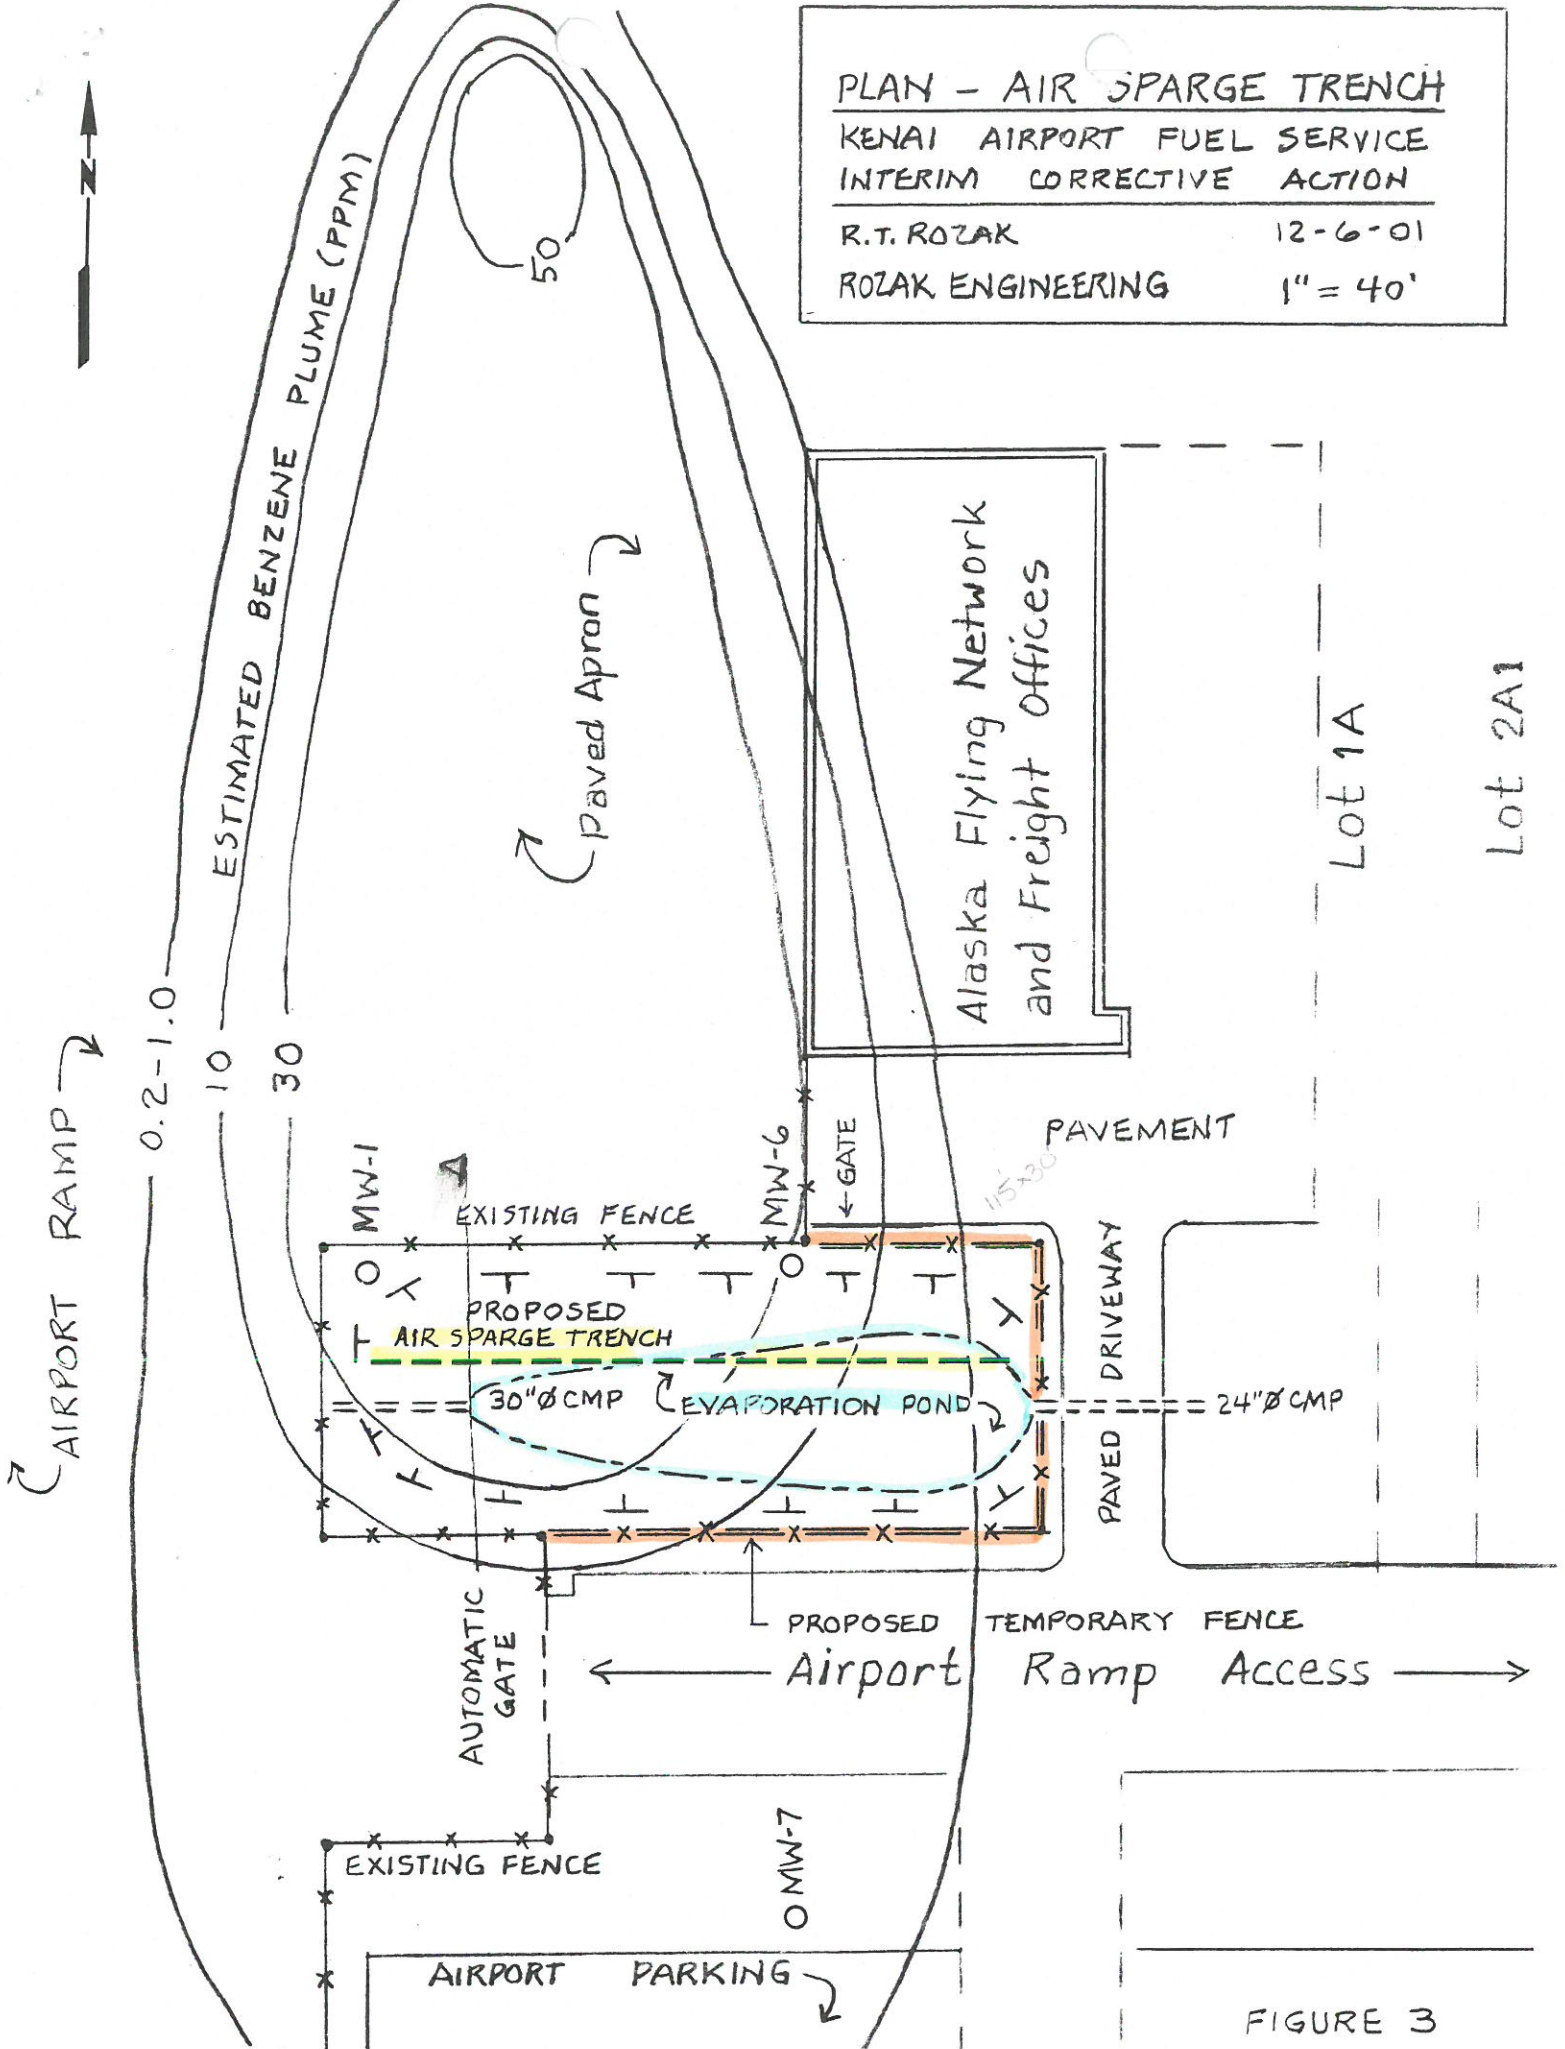 PLAN - AIR SPARGE TRENCH
KENAI AIRPORT FUEL SERVICE
INTERIM CORRECTIVE ACTION
R.T. ROZAK 12-6-01
ROZAK ENGINEERING 1" = 40'
N
ESTIMATED BENZENE PLUME (PPM)
50
Paved Apron
Alaska Flying Network
and Freight Offices
Lot 1A
Lot 2A1
0.2-1.0
10
30
AIRPORT RAMP
MW-1
A
EXISTING FENCE
MW-6
GATE
PAVEMENT
115x30
PROPOSED
AIR SPARGE TRENCH
30"Ø CMP
EVAPORATION POND
24"Ø CMP
PAVED DRIVEWAY
PROPOSED TEMPORARY FENCE
Airport Ramp Access
AUTOMATIC
GATE
EXISTING FENCE
MW-7
AIRPORT PARKING
FIGURE 3